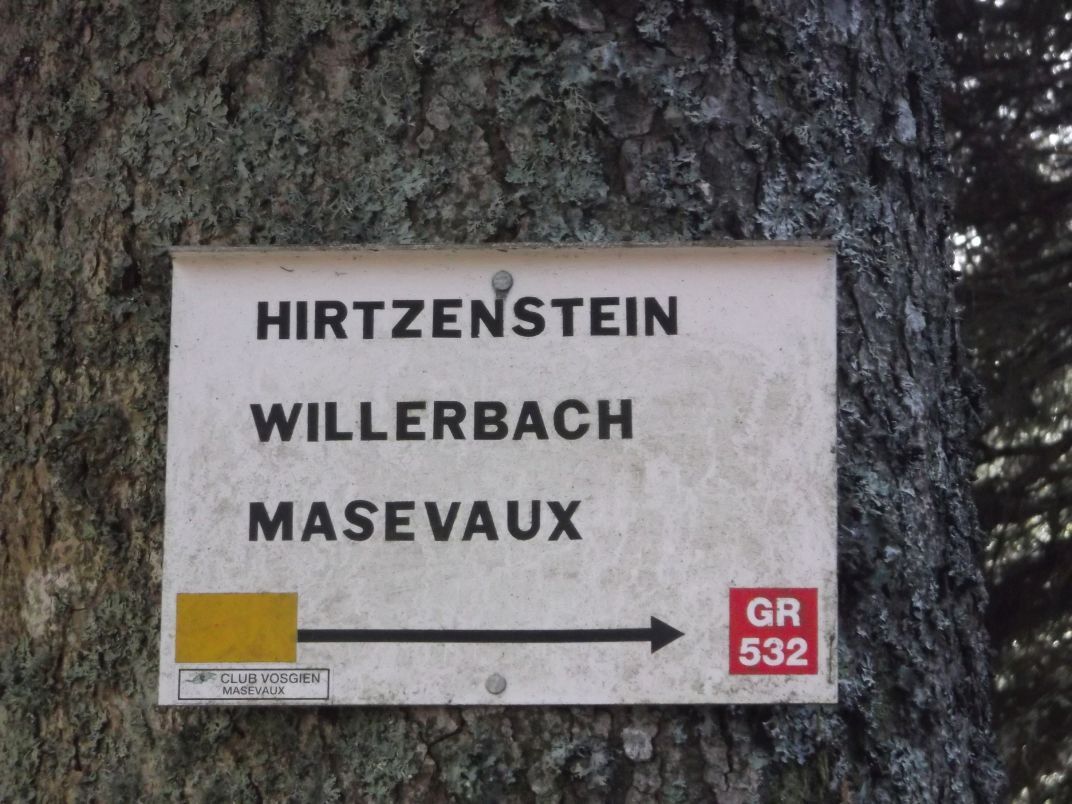 HIRTZENSTEIN
WILLERBACH
MASEVAUX
GR
532
CLUB VOSGIEN
MASEVAUX